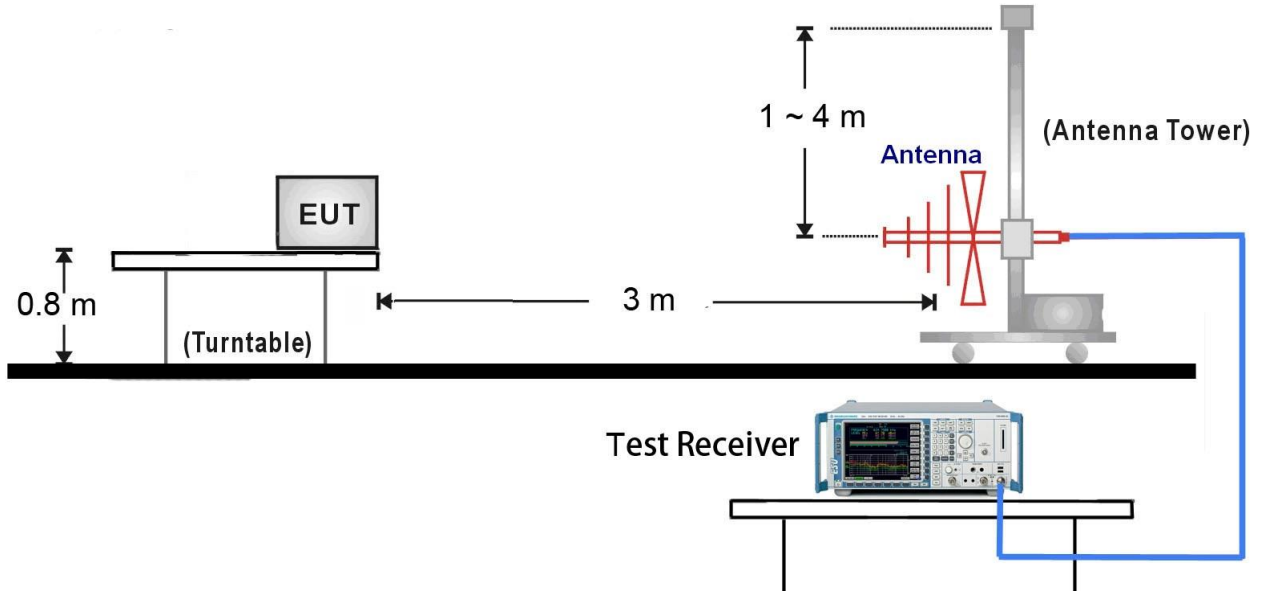 1 ~ 4 m
(Antenna Tower)
Antenna
EUT
0.8 m
3 m
(Turntable)
Test Receiver